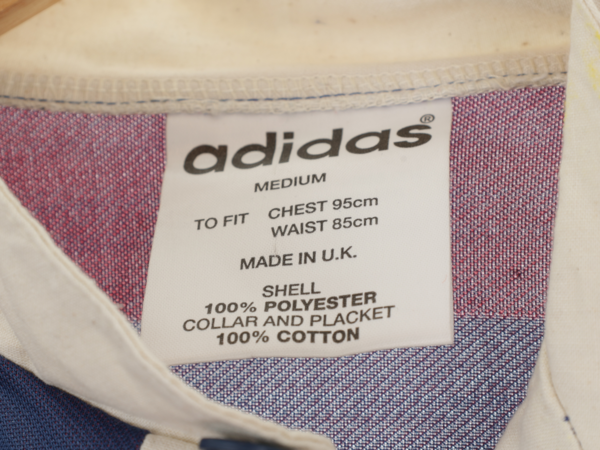 adidas®
MEDIUM
TO FIT CHEST 95cm
WAIST 85cm
MADE IN U.K.
SHELL
100% POLYESTER
COLLAR AND PLACKET
100% COTTON